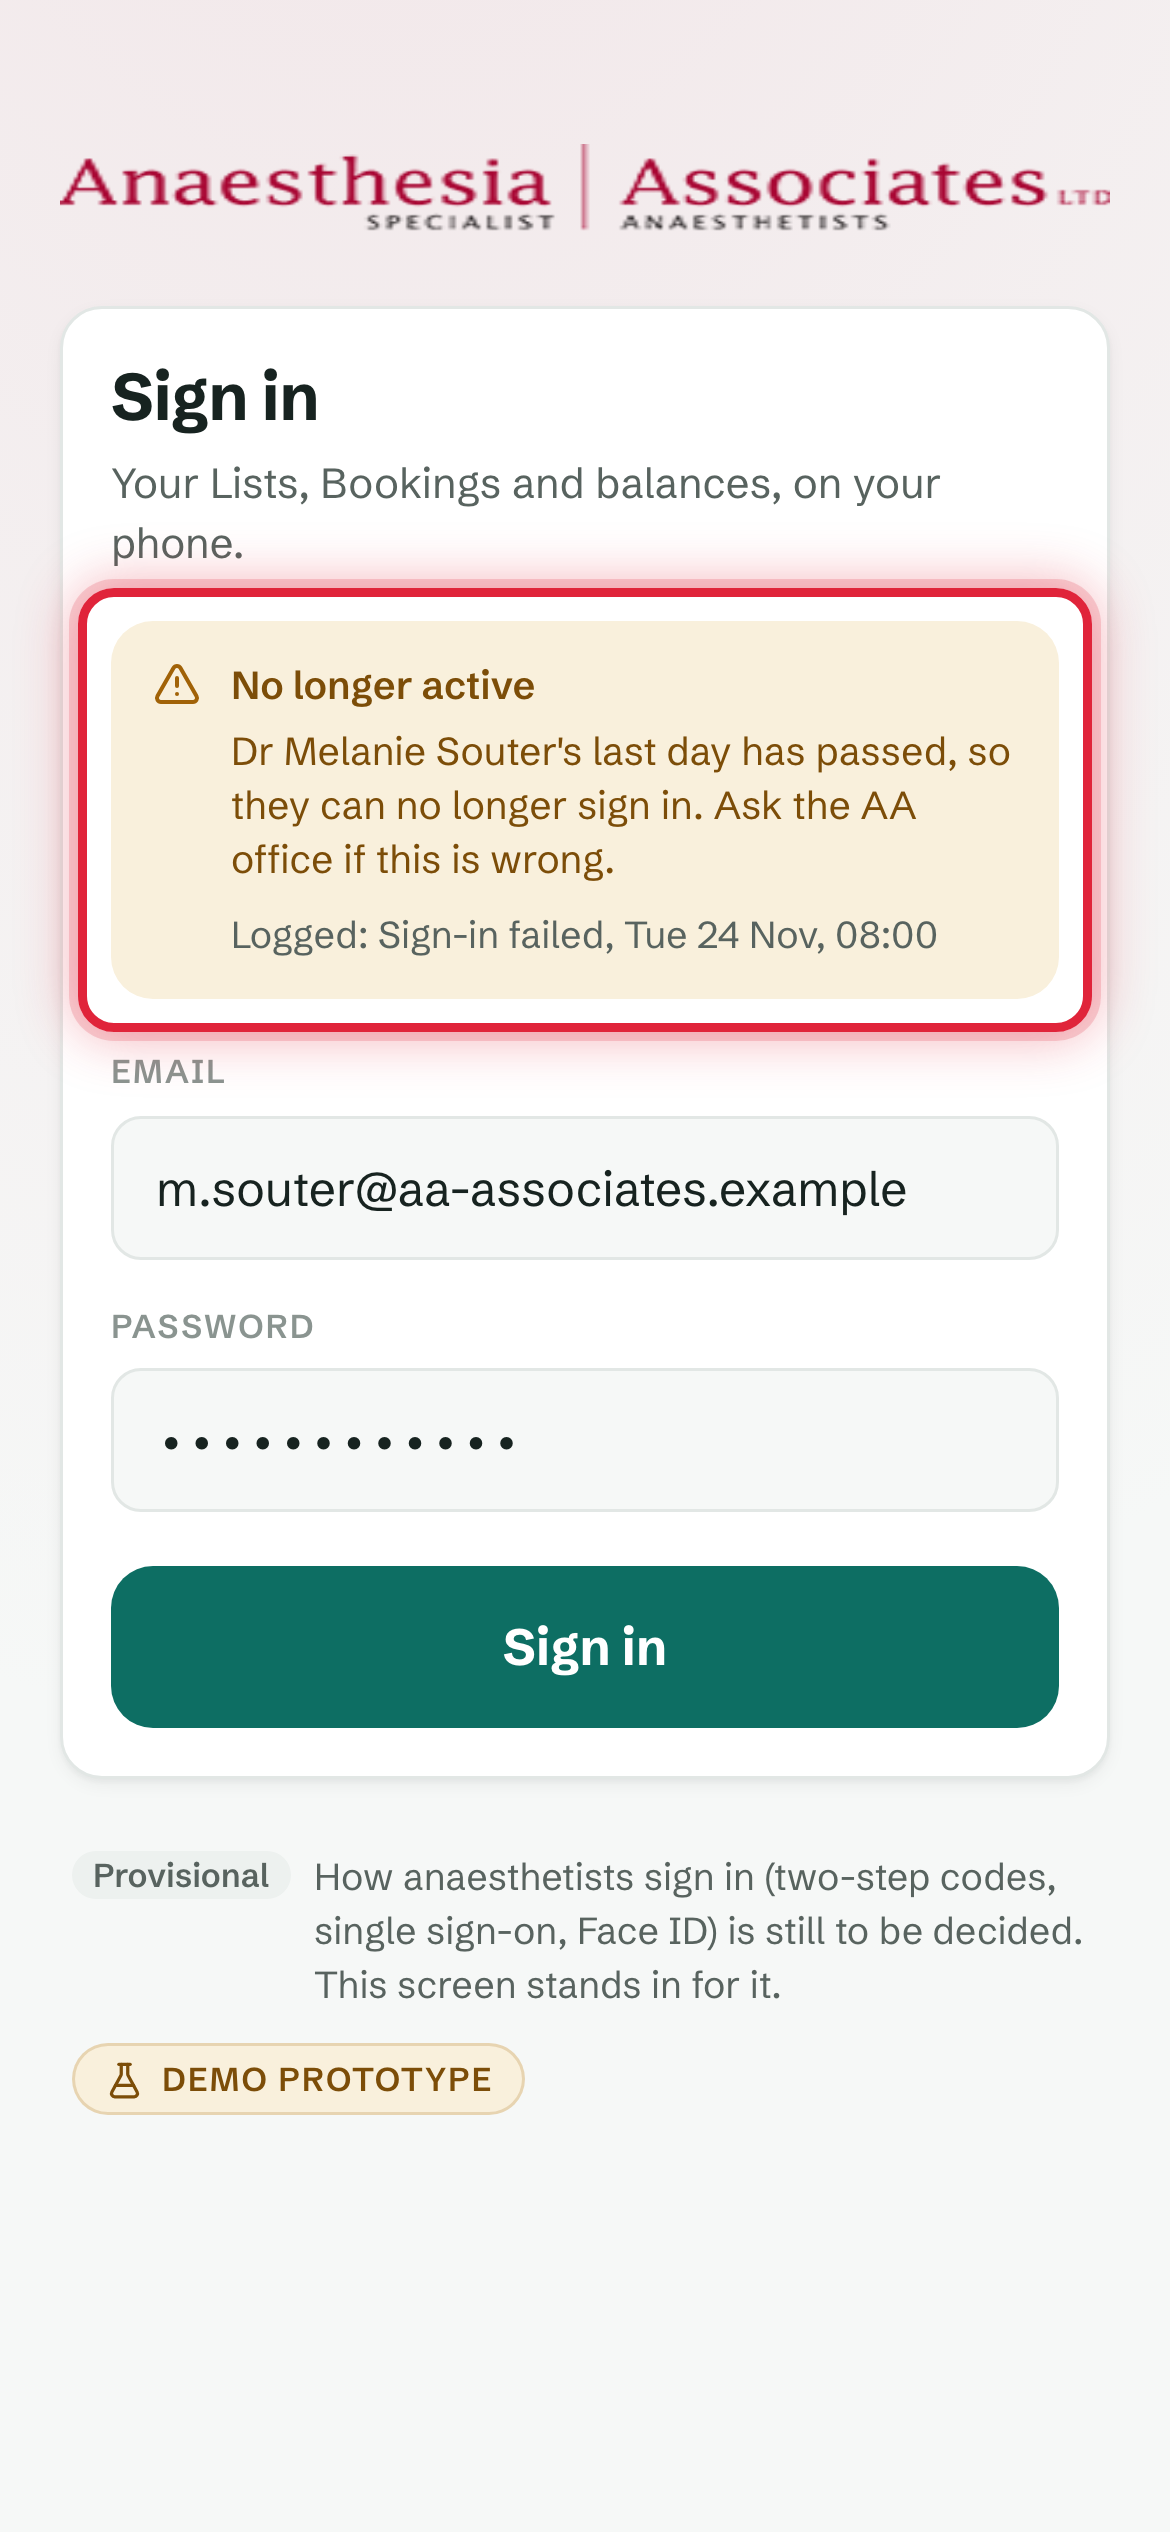 Anaesthesia | Associates LTD
SPECIALIST ANAESTHETISTS
Sign in
Your Lists, Bookings and balances, on your
phone.
No longer active
Dr Melanie Souter's last day has passed, so
they can no longer sign in. Ask the AA
office if this is wrong.
Logged: Sign-in failed, Tue 24 Nov, 08:00
EMAIL
m.souter@aa-associates.example
PASSWORD
••••••••••••
Sign in
Provisional
How anaesthetists sign in (two-step codes,
single sign-on, Face ID) is still to be decided.
This screen stands in for it.
DEMO PROTOTYPE